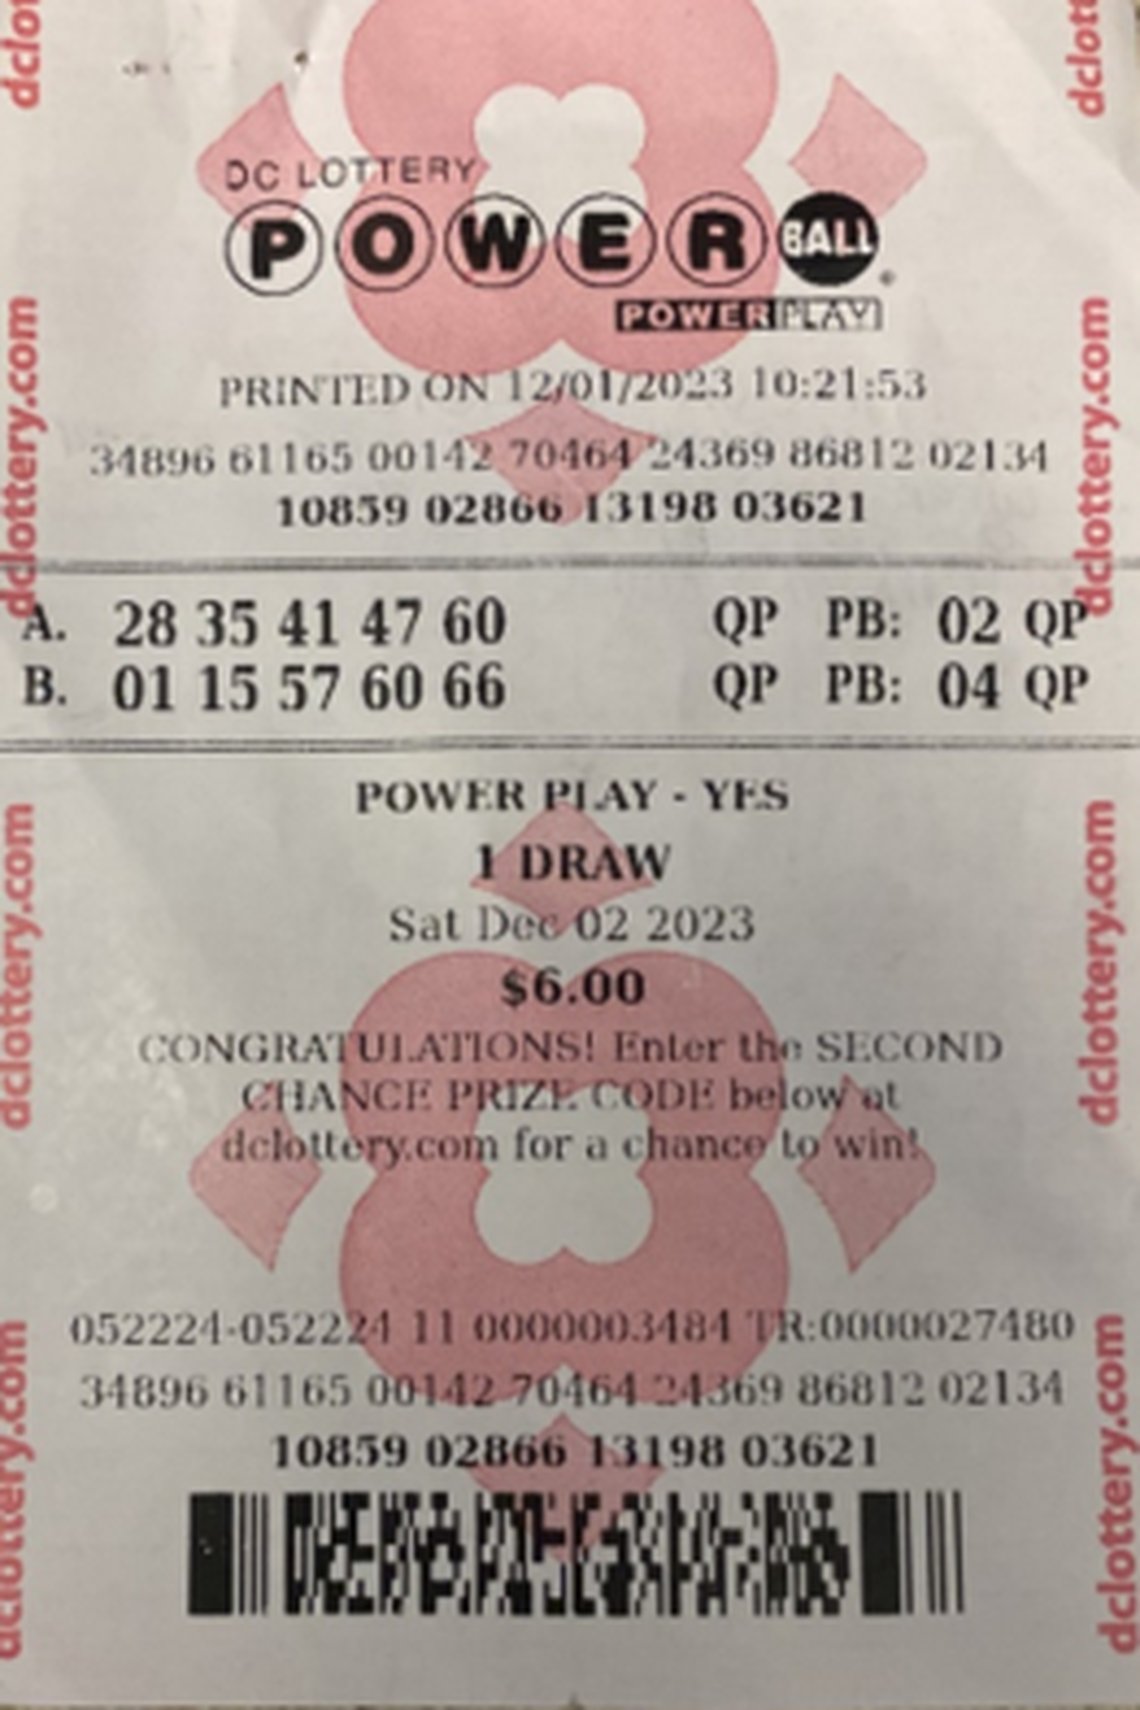 DC LOTTERY
POWERBALL
POWERPLAY
PRINTED ON 12/01/2023 10:21:53
34896 61165 00142 70464 24369 86812 02134
10859 02866 13198 03621
A. 28 35 41 47 60 QP PB: 02 QP
B. 01 15 57 60 66 QP PB: 04 QP
POWER PLAY - YES
1 DRAW
Sat Dec 02 2023
$6.00
CONGRATULATIONS! Enter the SECOND
CHANCE PRIZE CODE below at
dclottery.com for a chance to win!
052224-052224 11 0000003484 TR:0000027480
34896 61165 00142 70464 24369 86812 02134
10859 02866 13198 03621
dclot
dclottery.com
dclottery.com
dclottery.com
dclott
dclottery.com
dclottery.com
dclottery.com